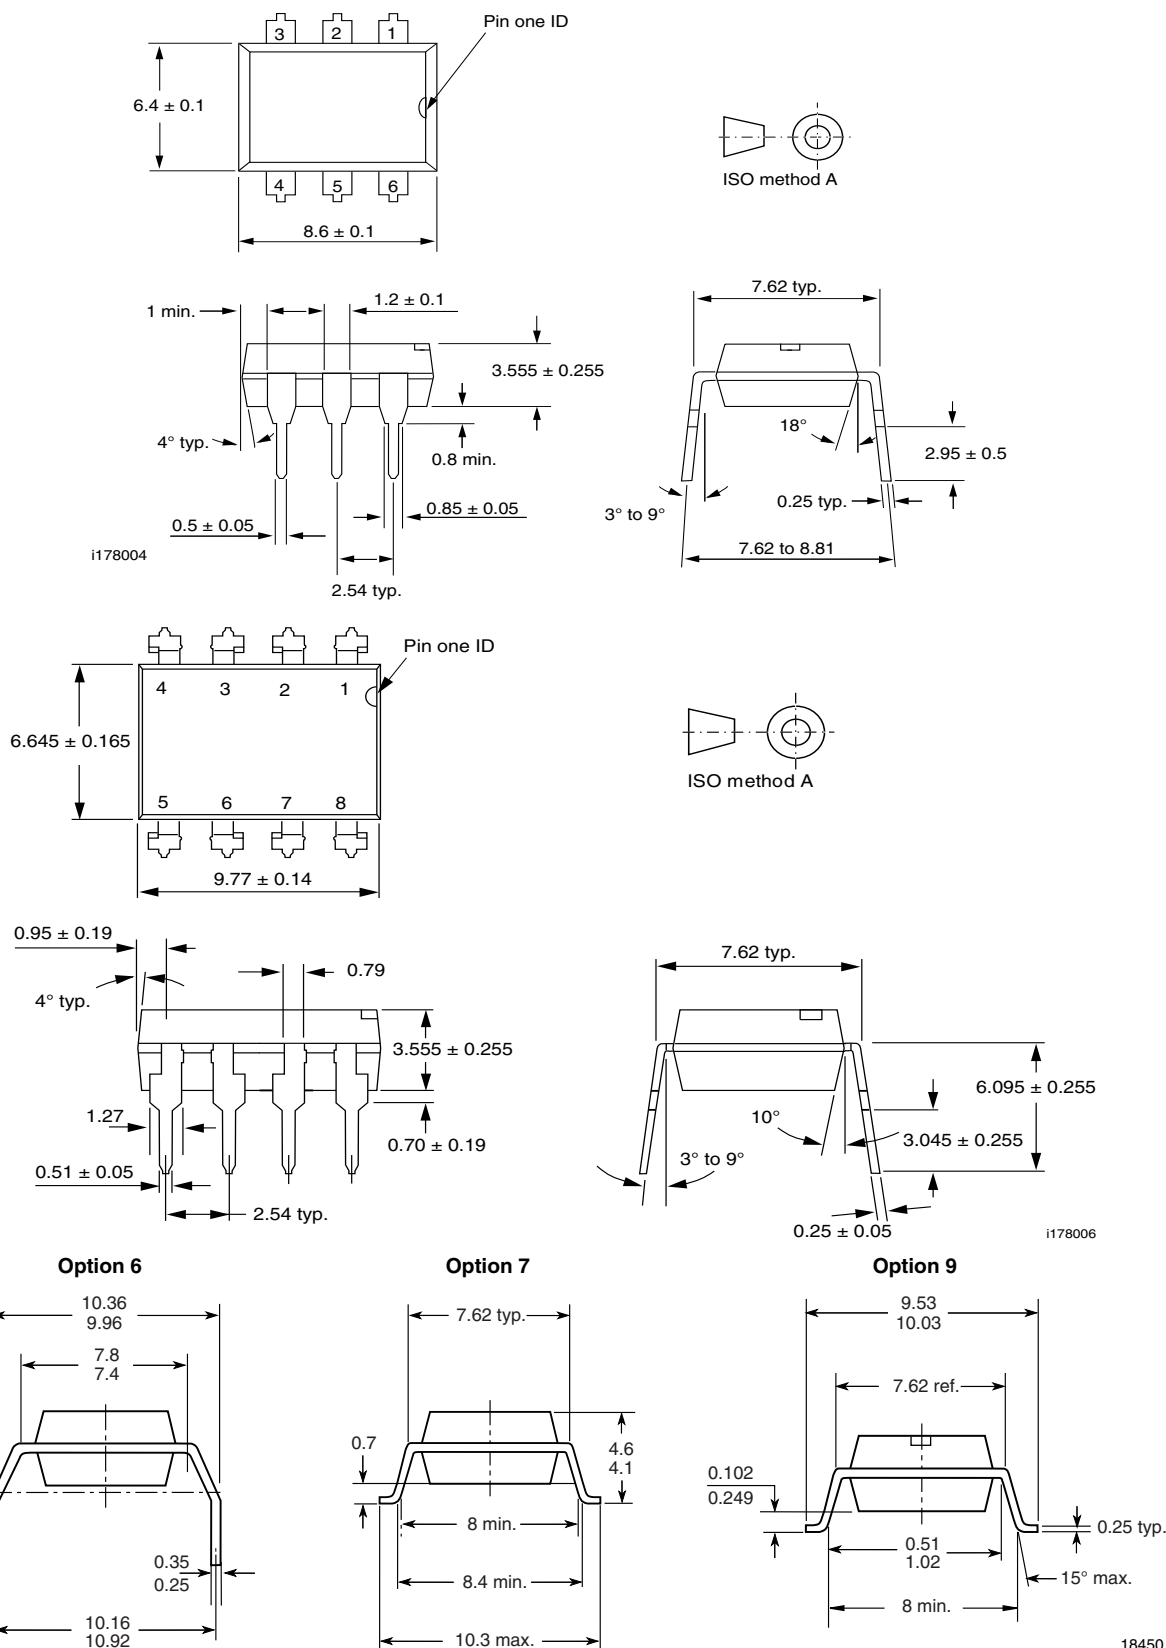 Pin one ID
3 2 1
6.4 ± 0.1
ISO method A
4 5 6
8.6 ± 0.1
7.62 typ.
1 min.
1.2 ± 0.1
3.555 ± 0.255
4° typ.
18°
0.8 min.
2.95 ± 0.5
0.85 ± 0.05
0.25 typ.
3° to 9°
0.5 ± 0.05
7.62 to 8.81
i178004
2.54 typ.
Pin one ID
4 3 2 1
6.645 ± 0.165
ISO method A
5 6 7 8
9.77 ± 0.14
0.95 ± 0.19
7.62 typ.
0.79
4° typ.
3.555 ± 0.255
6.095 ± 0.255
1.27
10°
0.70 ± 0.19
3.045 ± 0.255
3° to 9°
0.51 ± 0.05
2.54 typ.
0.25 ± 0.05
i178006
Option 6
Option 7
Option 9
10.36
9.96
7.62 typ.
9.53
10.03
7.8
7.4
7.62 ref.
0.7
4.6
4.1
0.102
0.249
8 min.
0.25 typ.
0.51
1.02
0.35
0.25
8.4 min.
15° max.
8 min.
10.16
10.92
10.3 max.
18450